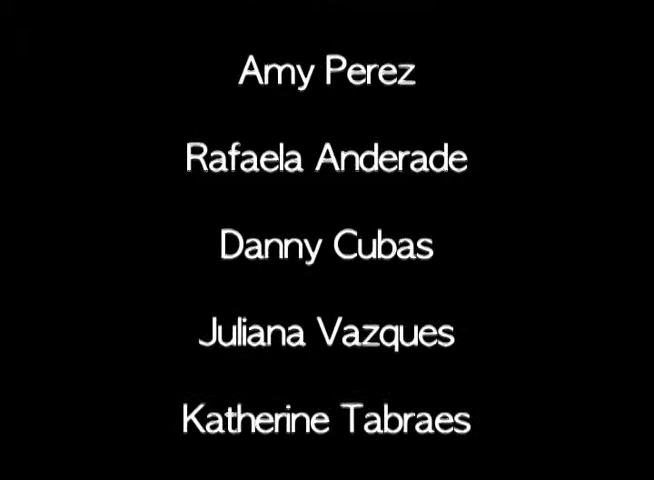 Amy Perez
Rafaela Anderade
Danny Cubas
Juliana Vazques
Katherine Tabraes